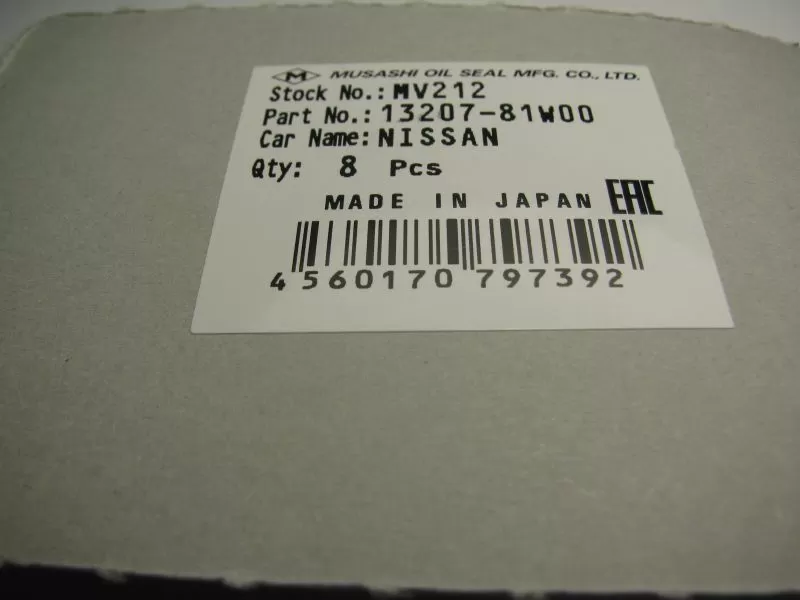 M MUSASHI OIL SEAL MFG. CO., LTD.
Stock No.: MV212
Part No.: 13207-81W00
Car Name: NISSAN
Qty: 8 Pcs
MADE IN JAPAN EAC
4 560170 797392